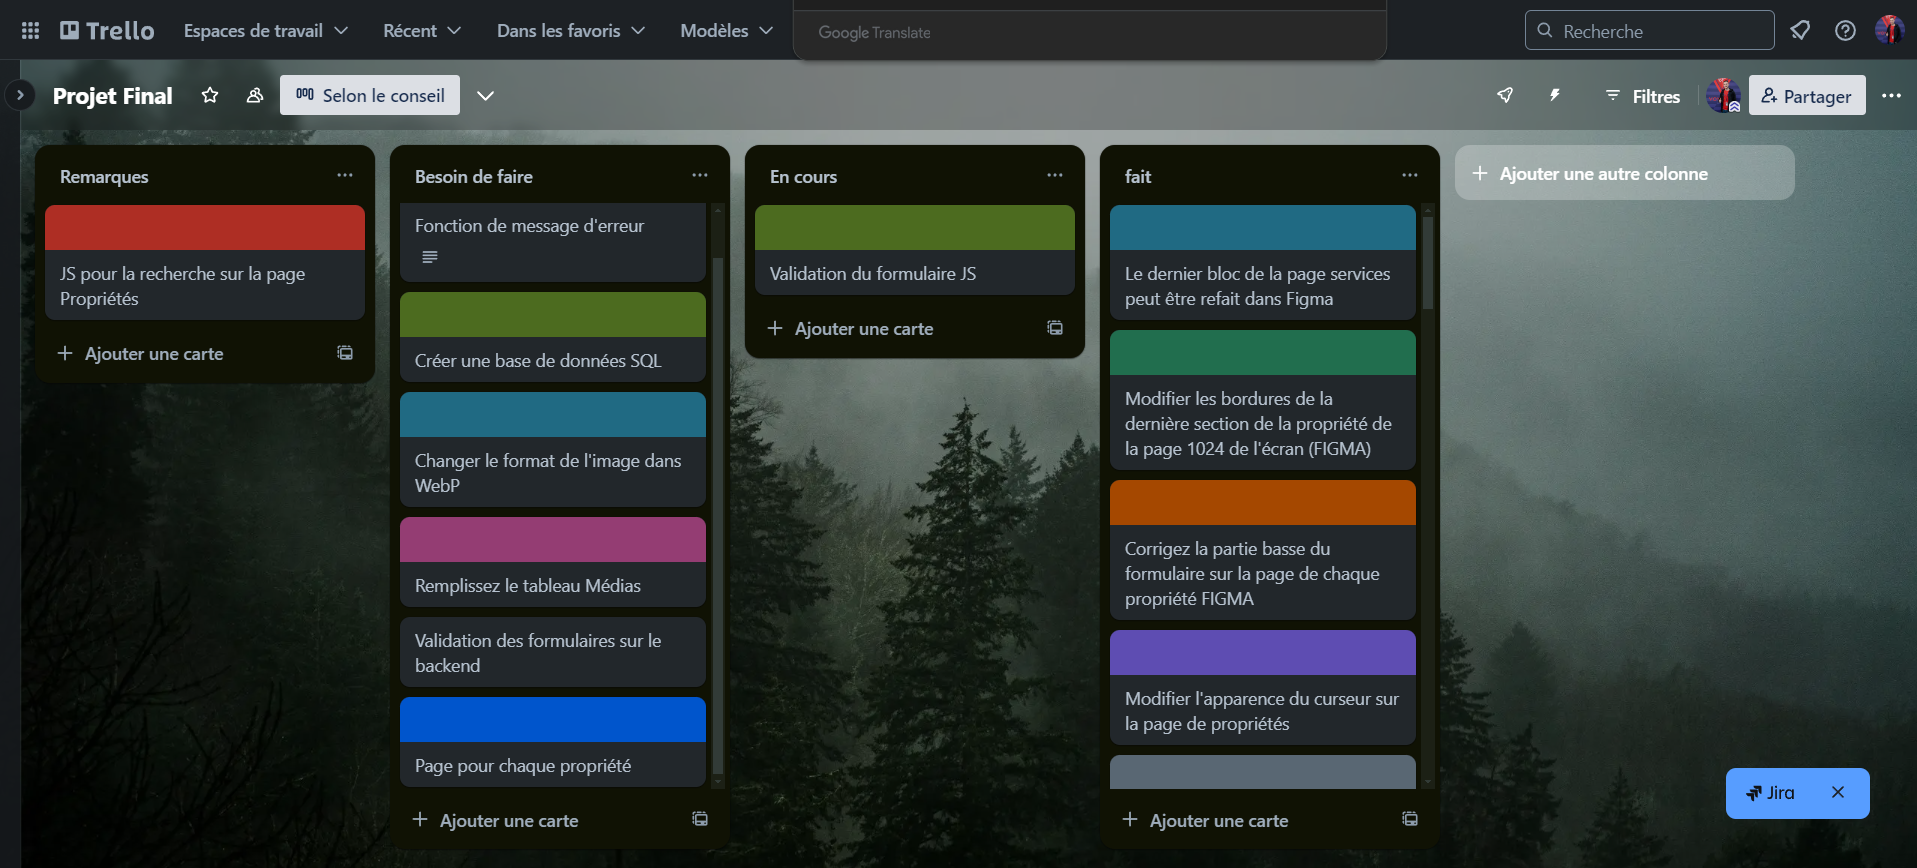 Trello
Espaces de travail
Récent
Dans les favoris
Modèles
Google Translate
Recherche
Projet Final
Selon le conseil
Filtres
Partager
Remarques
JS pour la recherche sur la page
Propriétés
Ajouter une carte
Besoin de faire
Fonction de message d'erreur
Créer une base de données SQL
Changer le format de l'image dans
WebP
Remplissez le tableau Médias
Validation des formulaires sur le
backend
Page pour chaque propriété
Ajouter une carte
En cours
Validation du formulaire JS
Ajouter une carte
fait
Le dernier bloc de la page services
peut être refait dans Figma
Modifier les bordures de la
dernière section de la propriété de
la page 1024 de l'écran (FIGMA)
Corrigez la partie basse du
formulaire sur la page de chaque
propriété FIGMA
Modifier l'apparence du curseur sur
la page de propriétés
Ajouter une carte
Ajouter une autre colonne
Jira